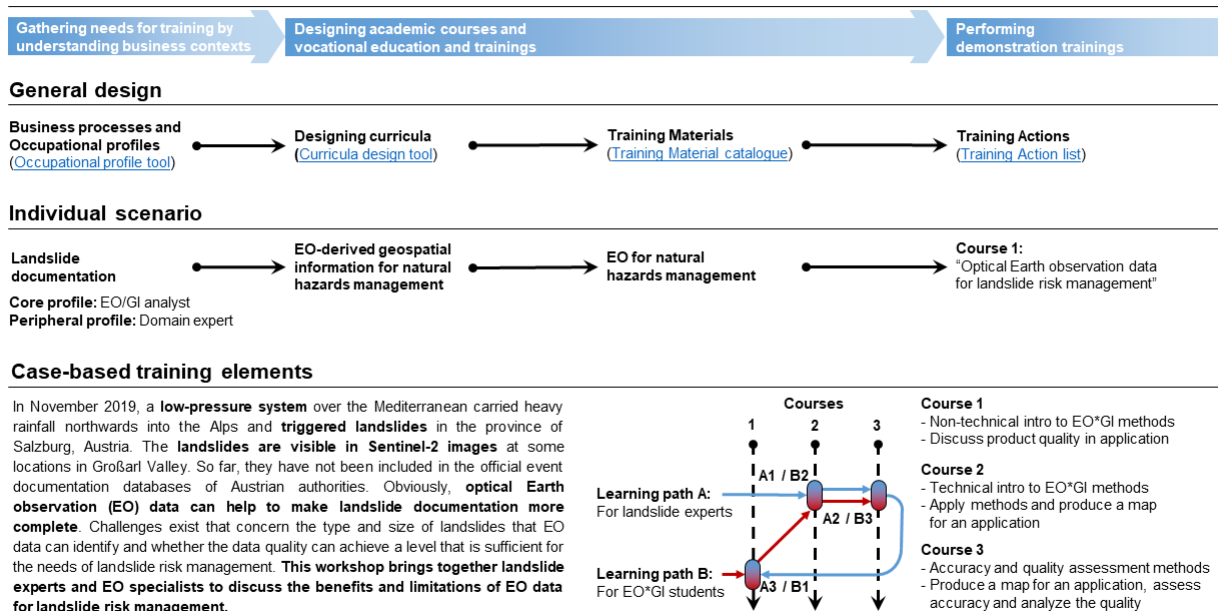 Gathering needs for training by
understanding business contexts
Designing academic courses and
vocational education and trainings
Performing
demonstration trainings
General design
Business processes and
Occupational profiles
(Occupational profile tool)
Designing curricula
(Curricula design tool)
Training Materials
(Training Material catalogue)
Training Actions
(Training Action list)
Individual scenario
Landslide
documentation
Core profile: EO/GI analyst
Peripheral profile: Domain expert
EO-derived geospatial
information for natural
hazards management
EO for natural
hazards management
Course 1:
“Optical Earth observation data
for landslide risk management”
Case-based training elements
In November 2019, a low-pressure system over the Mediterranean carried heavy
rainfall northwards into the Alps and triggered landslides in the province of
Salzburg, Austria. The landslides are visible in Sentinel-2 images at some
locations in Großarl Valley. So far, they have not been included in the official event
documentation databases of Austrian authorities. Obviously, optical Earth
observation (EO) data can help to make landslide documentation more
complete. Challenges exist that concern the type and size of landslides that EO
data can identify and whether the data quality can achieve a level that is sufficient for
the needs of landslide risk management. This workshop brings together landslide
experts and EO specialists to discuss the benefits and limitations of EO data
for landslide risk management.
Courses
1 2 3
A1 / B2
Learning path A:
For landslide experts
A2 / B3
Learning path B:
For EO*GI students
A3 / B1
Course 1
- Non-technical intro to EO*GI methods
- Discuss product quality in application
Course 2
- Technical intro to EO*GI methods
- Apply methods and produce a map
for an application
Course 3
- Accuracy and quality assessment methods
- Produce a map for an application, assess
accuracy and analyze the quality